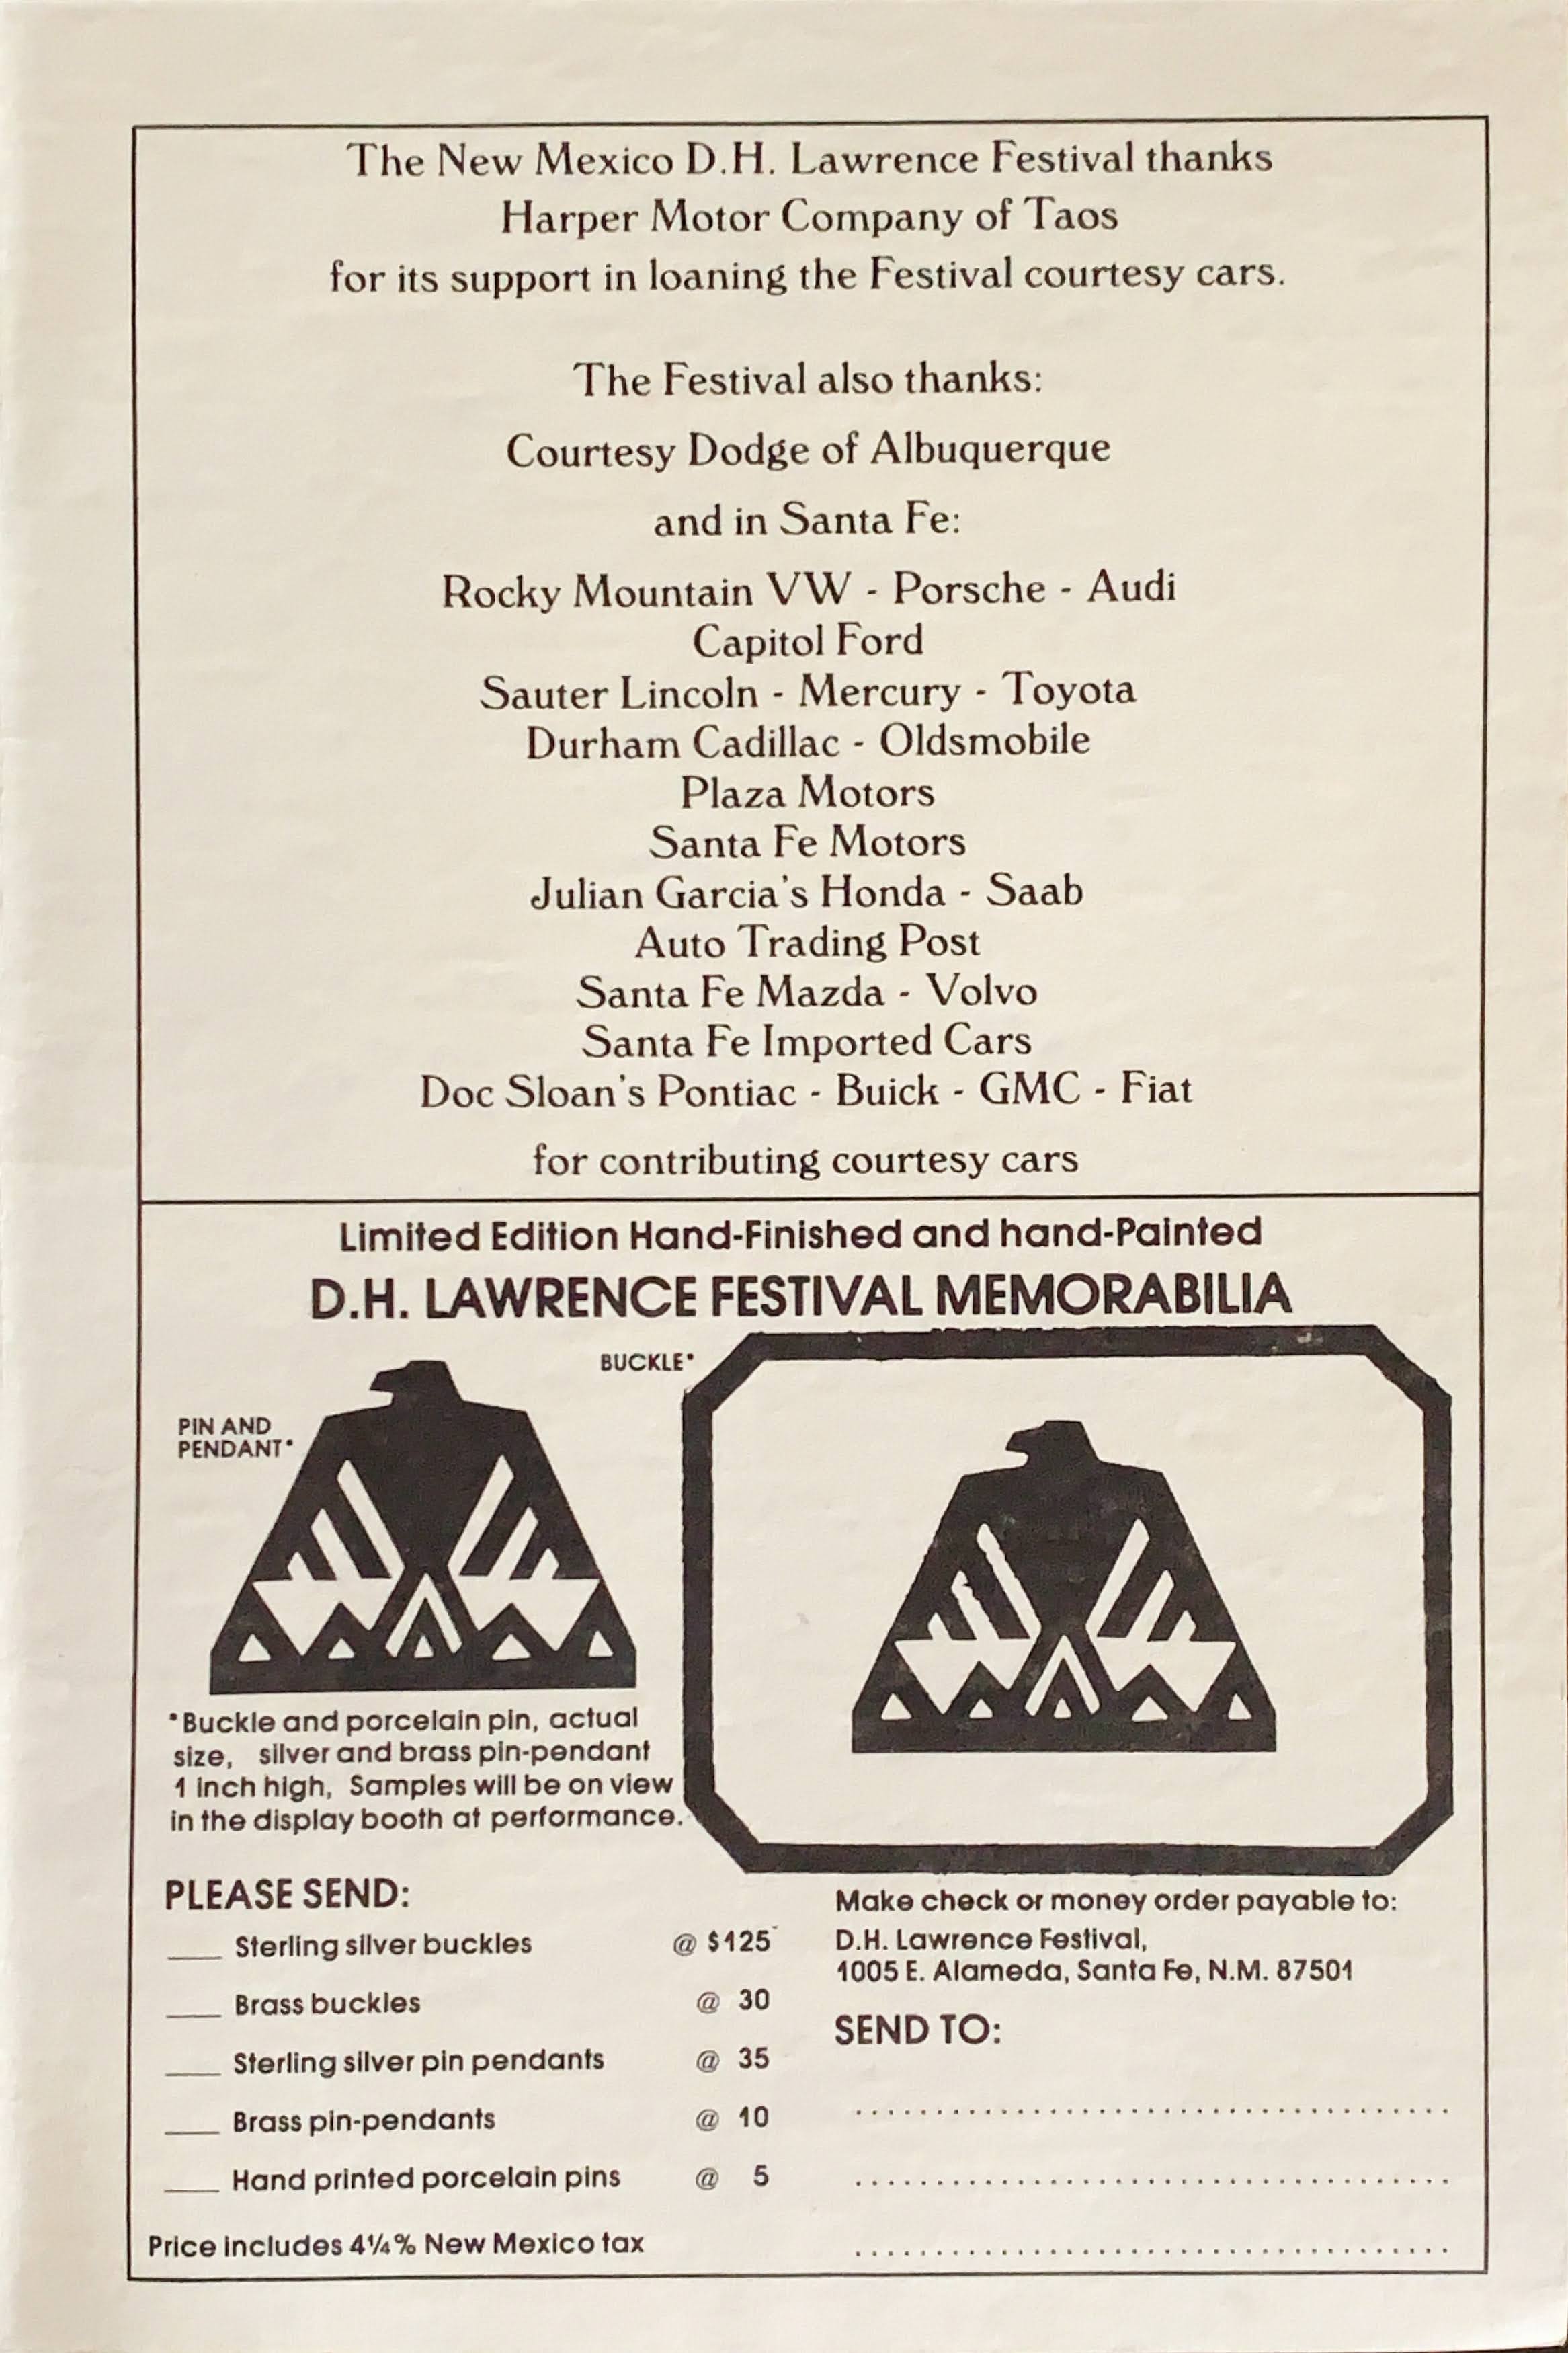 The New Mexico D.H. Lawrence Festival thanks
Harper Motor Company of Taos
for its support in loaning the Festival courtesy cars.
The Festival also thanks:
Courtesy Dodge of Albuquerque
and in Santa Fe:
Rocky Mountain VW - Porsche - Audi
Capitol Ford
Sauter Lincoln - Mercury - Toyota
Durham Cadillac - Oldsmobile
Plaza Motors
Santa Fe Motors
Julian Garcia's Honda - Saab
Auto Trading Post
Santa Fe Mazda - Volvo
Santa Fe Imported Cars
Doc Sloan's Pontiac - Buick - GMC - Fiat
for contributing courtesy cars
Limited Edition Hand-Finished and hand-Painted
D.H. LAWRENCE FESTIVAL MEMORABILIA
BUCKLE*
PIN AND
PENDANT*
*Buckle and porcelain pin, actual
size, silver and brass pin-pendant
1 inch high, Samples will be on view
in the display booth at performance.
PLEASE SEND:
___ Sterling silver buckles @ $125
___ Brass buckles @ 30
___ Sterling silver pin pendants @ 35
___ Brass pin-pendants @ 10
___ Hand printed porcelain pins @ 5
Price includes 4¼% New Mexico tax
Make check or money order payable to:
D.H. Lawrence Festival,
1005 E. Alameda, Santa Fe, N.M. 87501
SEND TO: